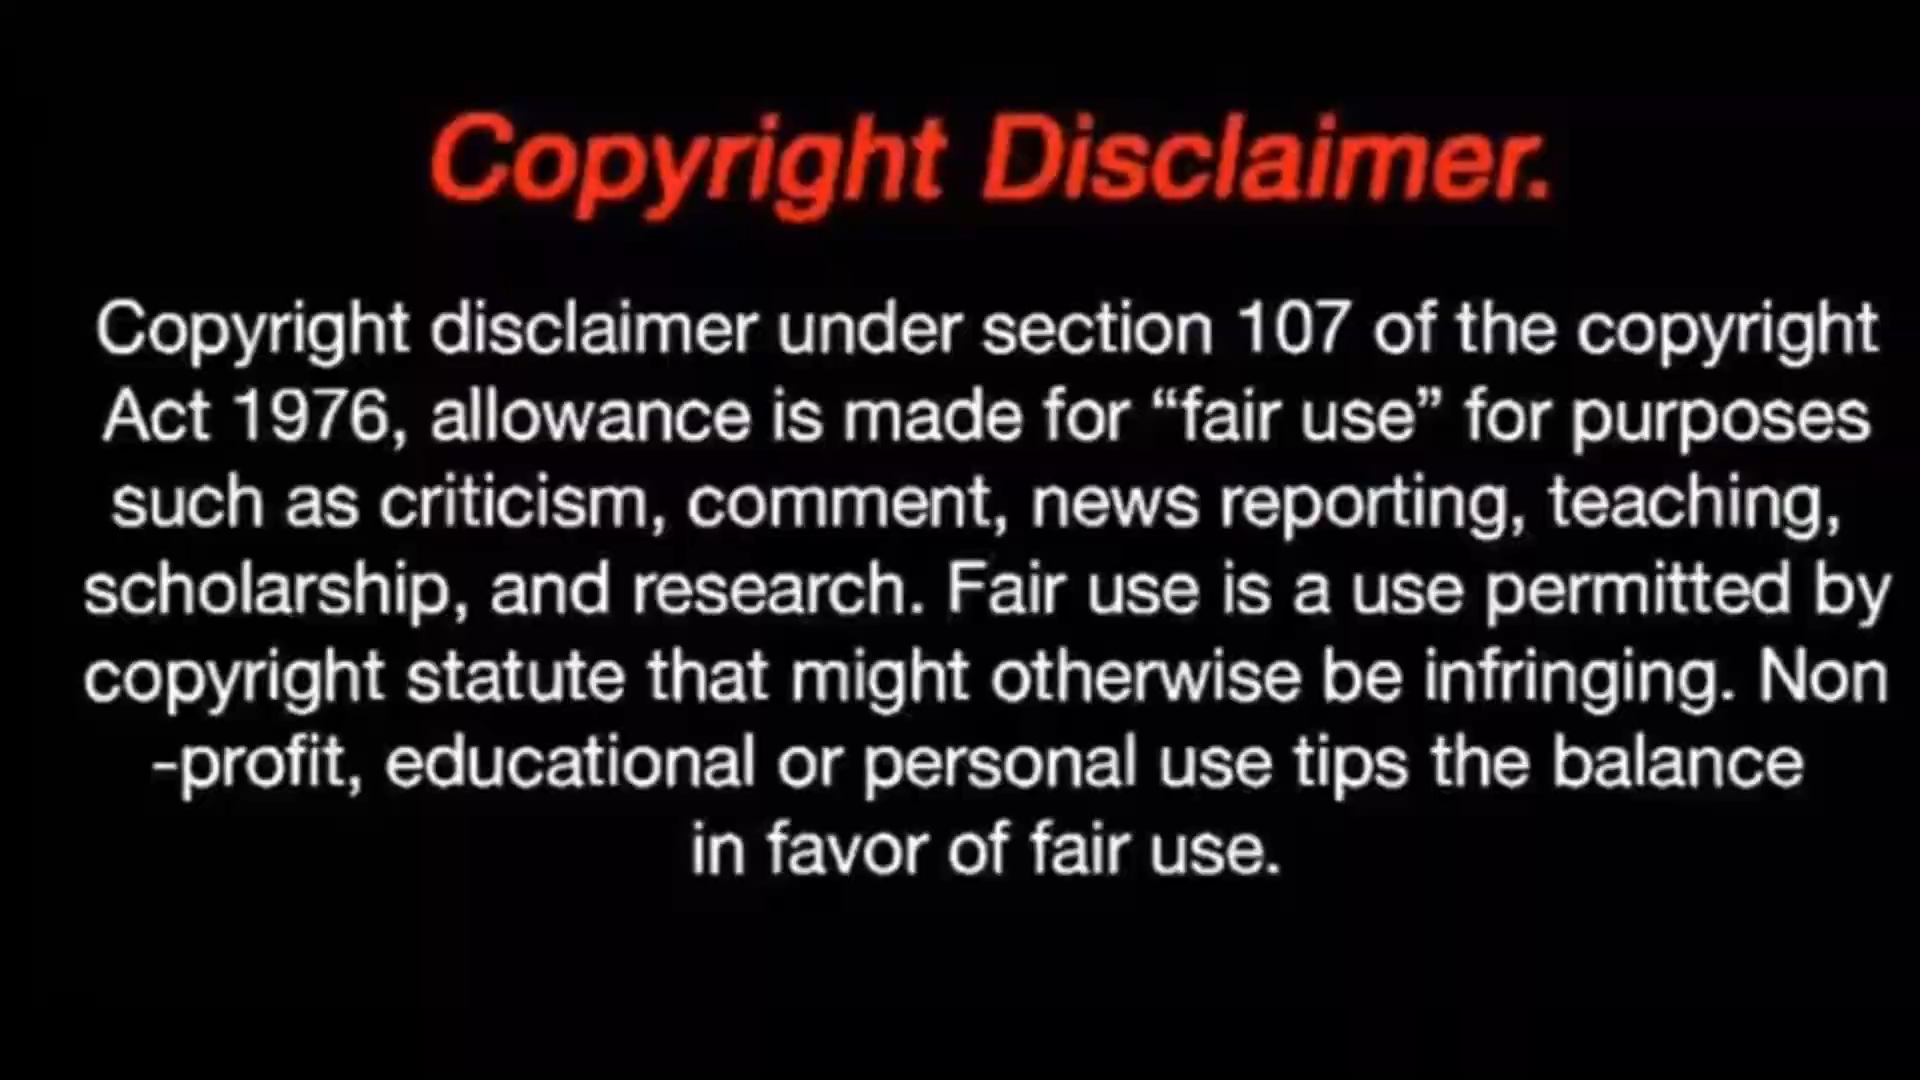 Copyright Disclaimer.
Copyright disclaimer under section 107 of the copyright
Act 1976, allowance is made for “fair use” for purposes
such as criticism, comment, news reporting, teaching,
scholarship, and research. Fair use is a use permitted by
copyright statute that might otherwise be infringing. Non
-profit, educational or personal use tips the balance
in favor of fair use.